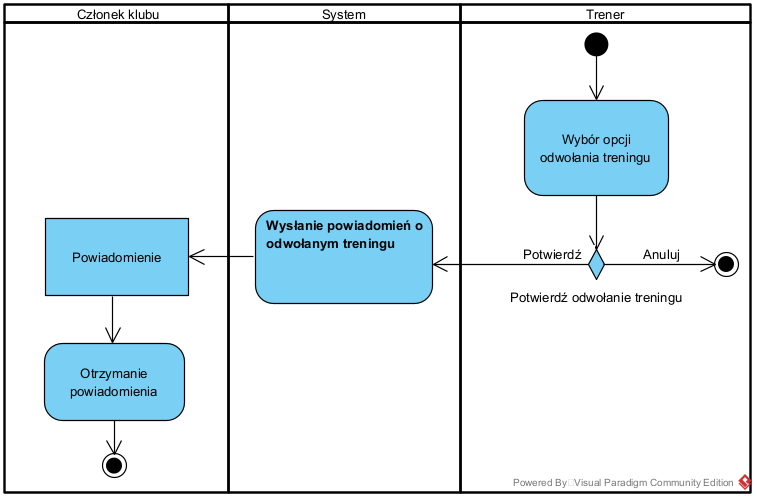 Członek klubu
System
Trener
Wybór opcji
odwołania treningu
Wysłanie powiadomień o
odwołanym treningu
Powiadomienie
Potwierdź
Anuluj
Potwierdź odwołanie treningu
Otrzymanie
powiadomienia
Powered By Visual Paradigm Community Edition